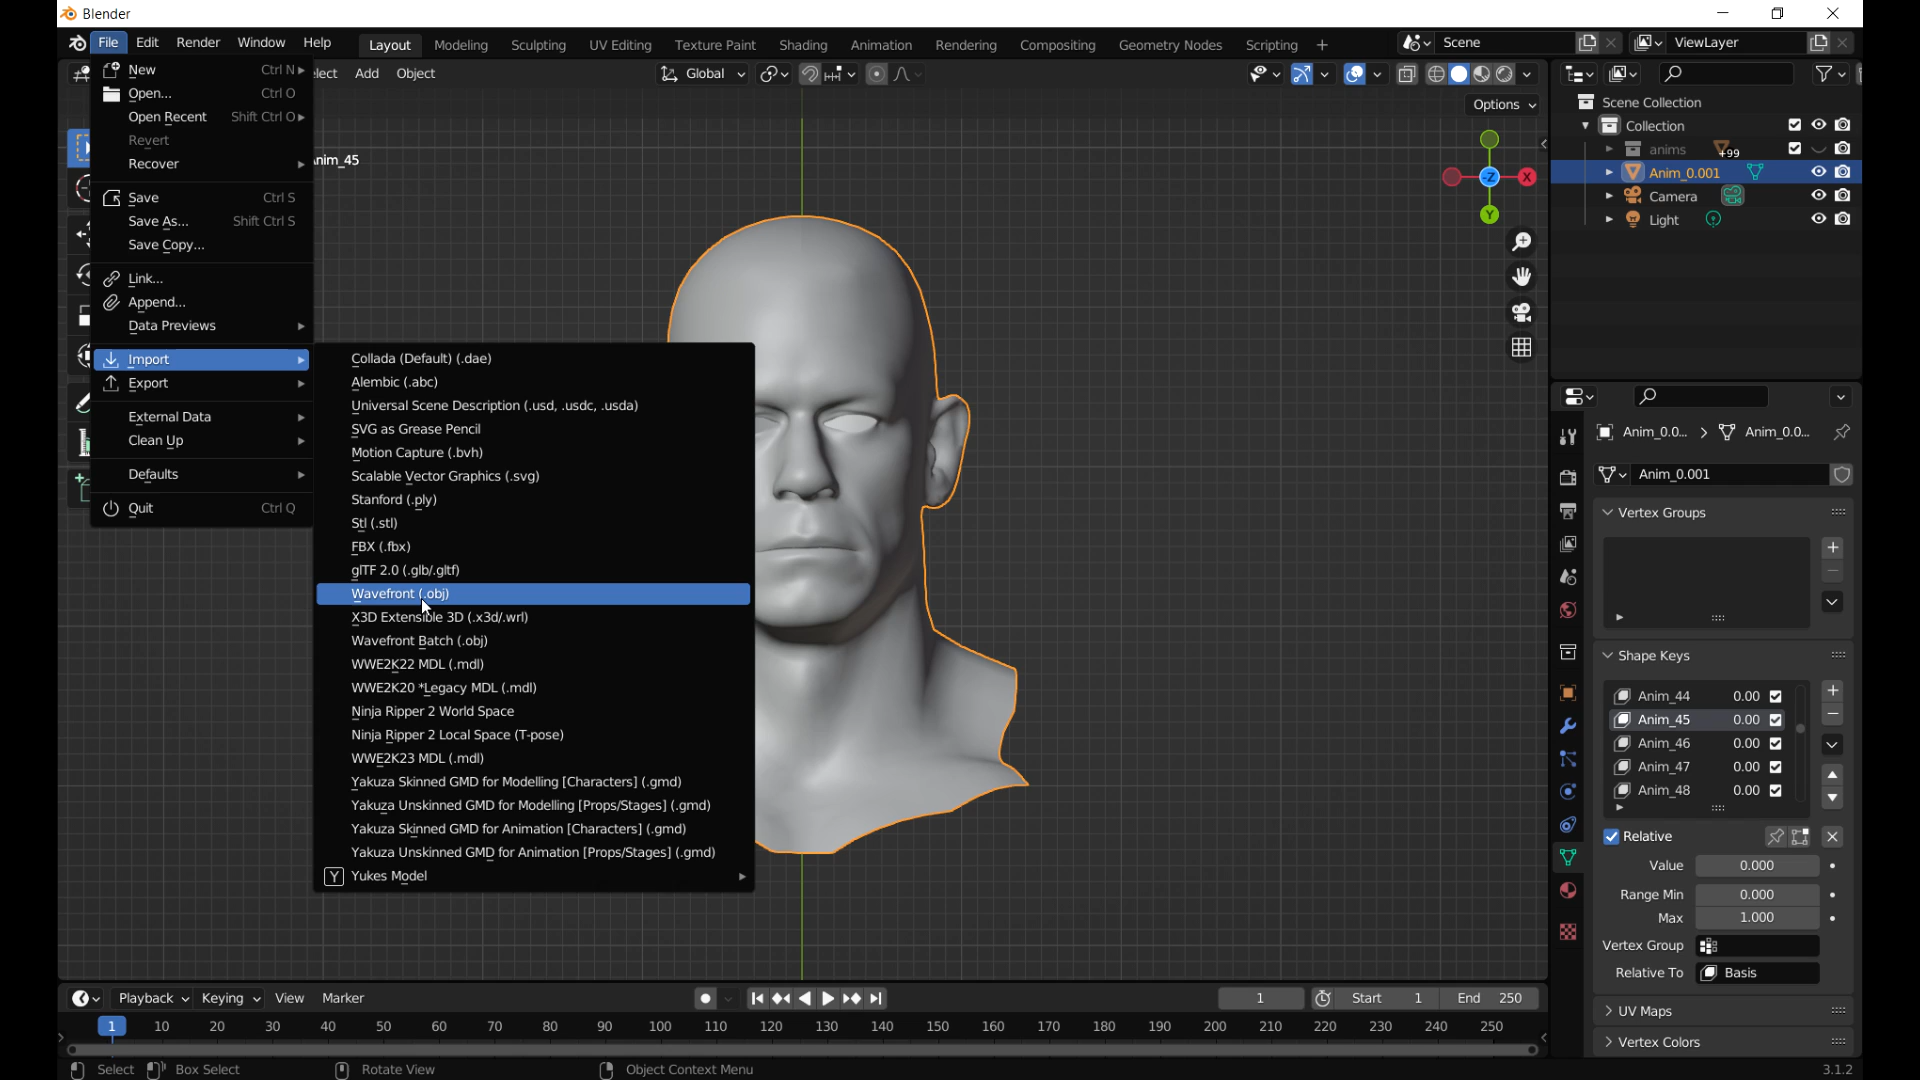 Blender
File Edit Render Window Help Layout Modeling Sculpting UV Editing Texture Paint Shading Animation Rendering Compositing Geometry Nodes Scripting + Scene ViewLayer
elect Add Object Global
Options
New Ctrl N
Open... Ctrl O
Open Recent Shift Ctrl O
Revert
Recover
Save Ctrl S
Save As... Shift Ctrl S
Save Copy...
Link...
Append...
Data Previews
Import
Export
External Data
Clean Up
Defaults
Quit Ctrl Q
Anim_45
Collada (Default) (.dae)
Alembic (.abc)
Universal Scene Description (.usd, .usdc, .usda)
SVG as Grease Pencil
Motion Capture (.bvh)
Scalable Vector Graphics (.svg)
Stanford (.ply)
Stl (.stl)
FBX (.fbx)
glTF 2.0 (.glb/.gltf)
Wavefront (.obj)
X3D Extensible 3D (.x3d/.wrl)
Wavefront Batch (.obj)
WWE2K22 MDL (.mdl)
WWE2K20 *Legacy MDL (.mdl)
Ninja Ripper 2 World Space
Ninja Ripper 2 Local Space (T-pose)
WWE2K23 MDL (.mdl)
Yakuza Skinned GMD for Modelling [Characters] (.gmd)
Yakuza Unskinned GMD for Modelling [Props/Stages] (.gmd)
Yakuza Skinned GMD for Animation [Characters] (.gmd)
Yakuza Unskinned GMD for Animation [Props/Stages] (.gmd)
Y Yukes Model
-Z X
Y
Scene Collection
Collection
anims +99
Anim_0.001
Camera
Light
Anim_0.0... Anim_0.0...
Anim_0.001
Vertex Groups
Shape Keys
Anim_44 0.00
Anim_45 0.00
Anim_46 0.00
Anim_47 0.00
Anim_48 0.00
Relative
Value 0.000
Range Min 0.000
Max 1.000
Vertex Group
Relative To Basis
UV Maps
Vertex Colors
Playback Keying View Marker 1 Start 1 End 250
1 10 20 30 40 50 60 70 80 90 100 110 120 130 140 150 160 170 180 190 200 210 220 230 240 250
Select Box Select Rotate View Object Context Menu 3.1.2